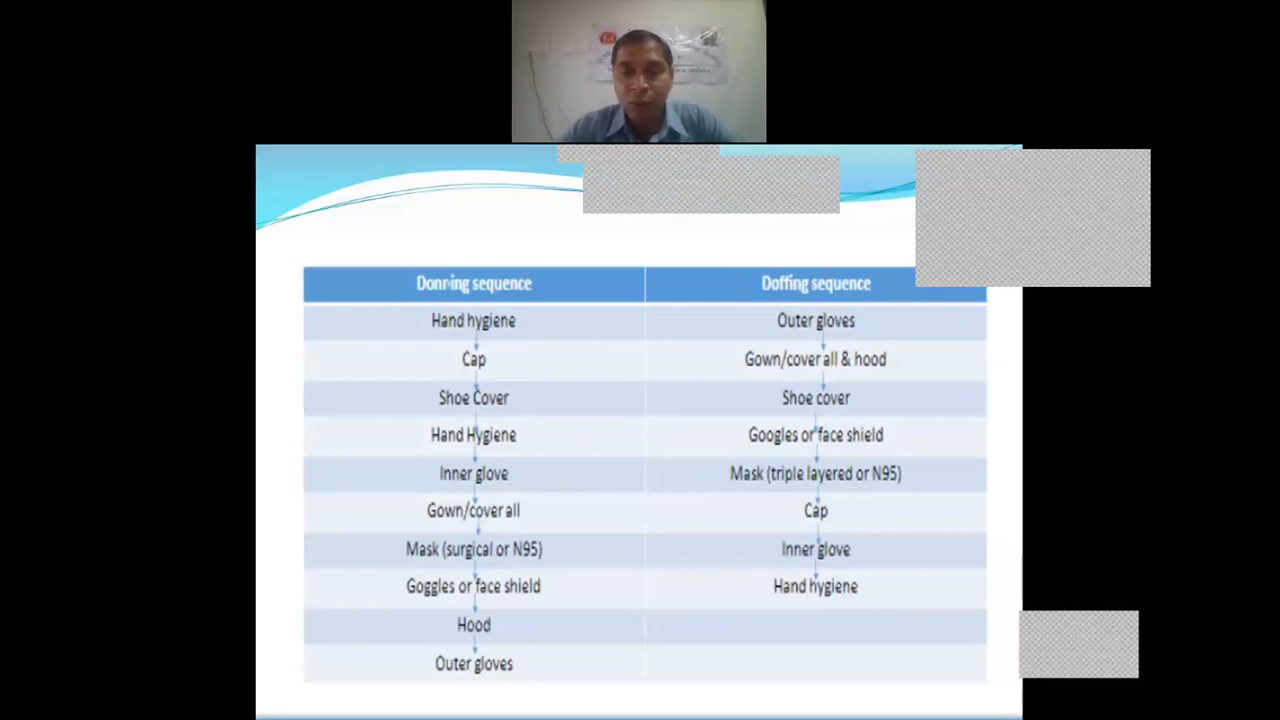 Donning sequence Doffing sequence
Hand hygiene Outer gloves
Cap Gown/cover all & hood
Shoe Cover Shoe cover
Hand Hygiene Googles or face shield
Inner glove Mask (triple layered or N95)
Gown/cover all Cap
Mask (surgical or N95) Inner glove
Goggles or face shield Hand hygiene
Hood
Outer gloves